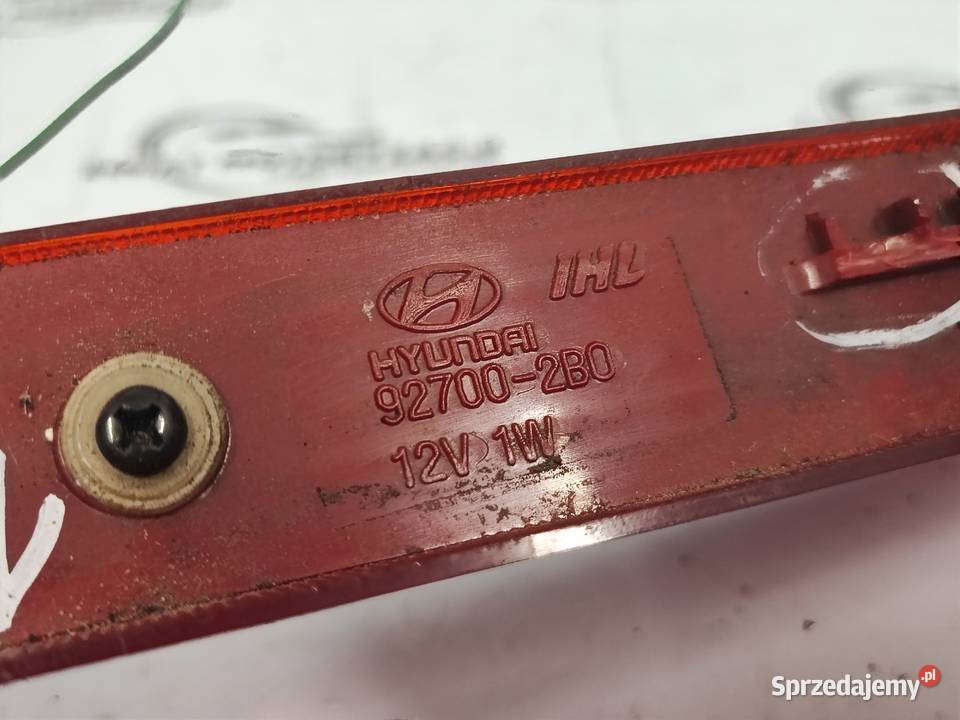 IHL
HYUNDAI
92700-2B0
12V 1W
Sprzedajemy.pl